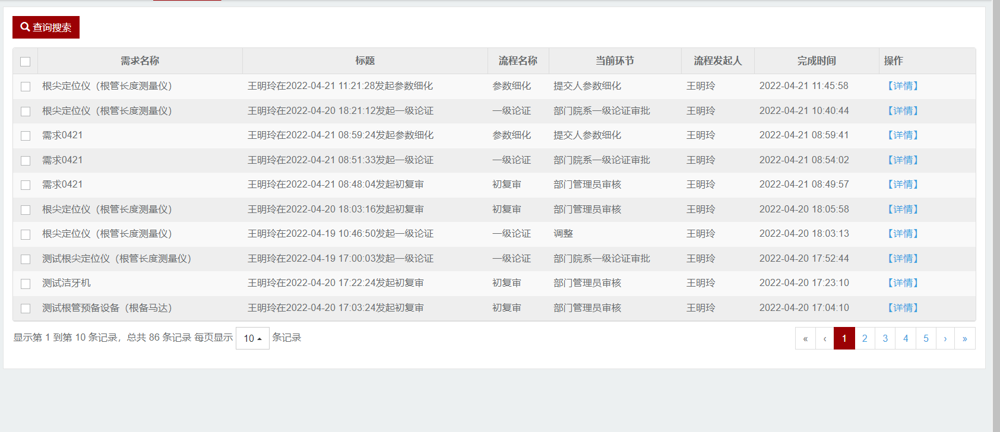 查询搜索
需求名称 标题 流程名称 当前环节 流程发起人 完成时间 操作
根尖定位仪（根管长度测量仪） 王明玲在2022-04-21 11:21:28发起参数细化 参数细化 提交人参数细化 王明玲 2022-04-21 11:45:58 【详情】
根尖定位仪（根管长度测量仪） 王明玲在2022-04-20 18:21:12发起一级论证 一级论证 部门院系一级论证审批 王明玲 2022-04-21 10:40:44 【详情】
需求0421 王明玲在2022-04-21 08:59:24发起参数细化 参数细化 提交人参数细化 王明玲 2022-04-21 08:59:41 【详情】
需求0421 王明玲在2022-04-21 08:51:33发起一级论证 一级论证 部门院系一级论证审批 王明玲 2022-04-21 08:54:02 【详情】
需求0421 王明玲在2022-04-21 08:48:04发起初复审 初复审 部门管理员审核 王明玲 2022-04-21 08:49:57 【详情】
根尖定位仪（根管长度测量仪） 王明玲在2022-04-20 18:03:16发起初复审 初复审 部门管理员审核 王明玲 2022-04-20 18:05:58 【详情】
根尖定位仪（根管长度测量仪） 王明玲在2022-04-19 10:46:50发起一级论证 一级论证 调整 王明玲 2022-04-20 18:03:13 【详情】
测试根尖定位仪（根管长度测量仪） 王明玲在2022-04-19 17:00:03发起一级论证 一级论证 部门院系一级论证审批 王明玲 2022-04-20 17:52:44 【详情】
测试洁牙机 王明玲在2022-04-20 17:22:24发起初复审 初复审 部门管理员审核 王明玲 2022-04-20 17:23:10 【详情】
测试根管预备设备（根备马达） 王明玲在2022-04-20 17:03:24发起初复审 初复审 部门管理员审核 王明玲 2022-04-20 17:04:10 【详情】
显示第 1 到第 10 条记录，总共 86 条记录 每页显示 10 条记录 « ‹ 1 2 3 4 5 › »